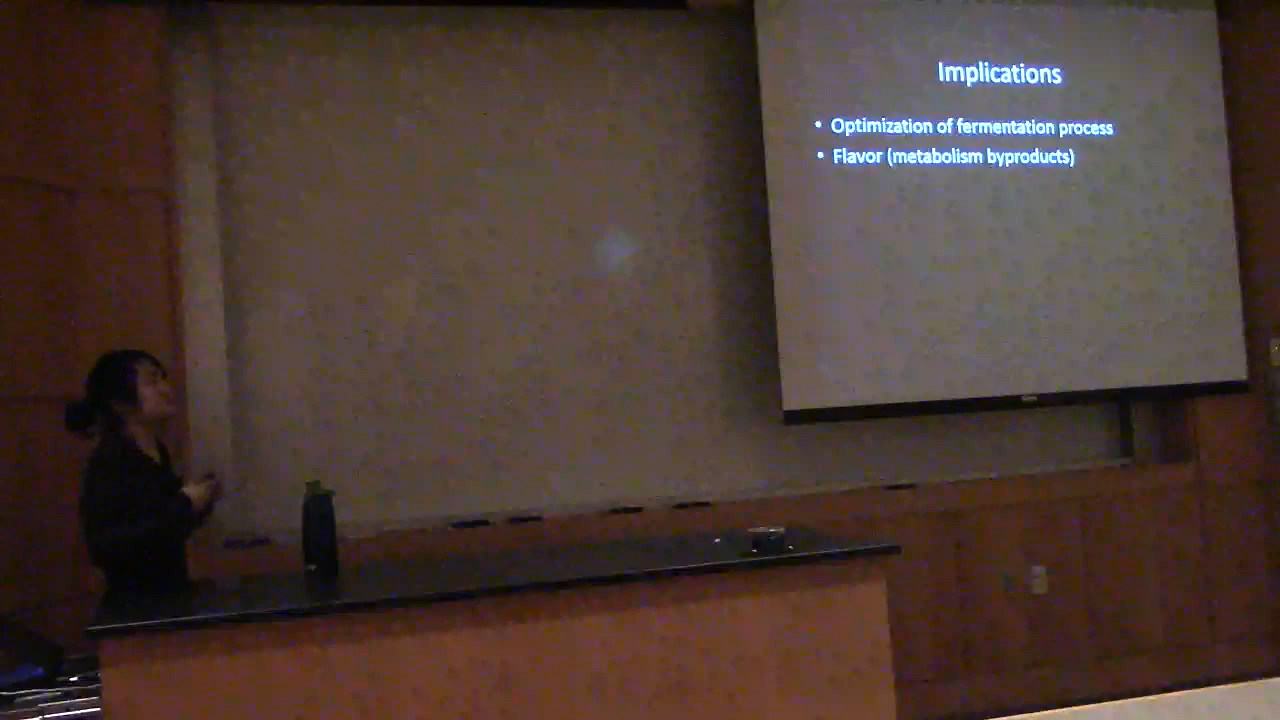 Implications
• Optimization of fermentation process
• Flavor (metabolism byproducts)